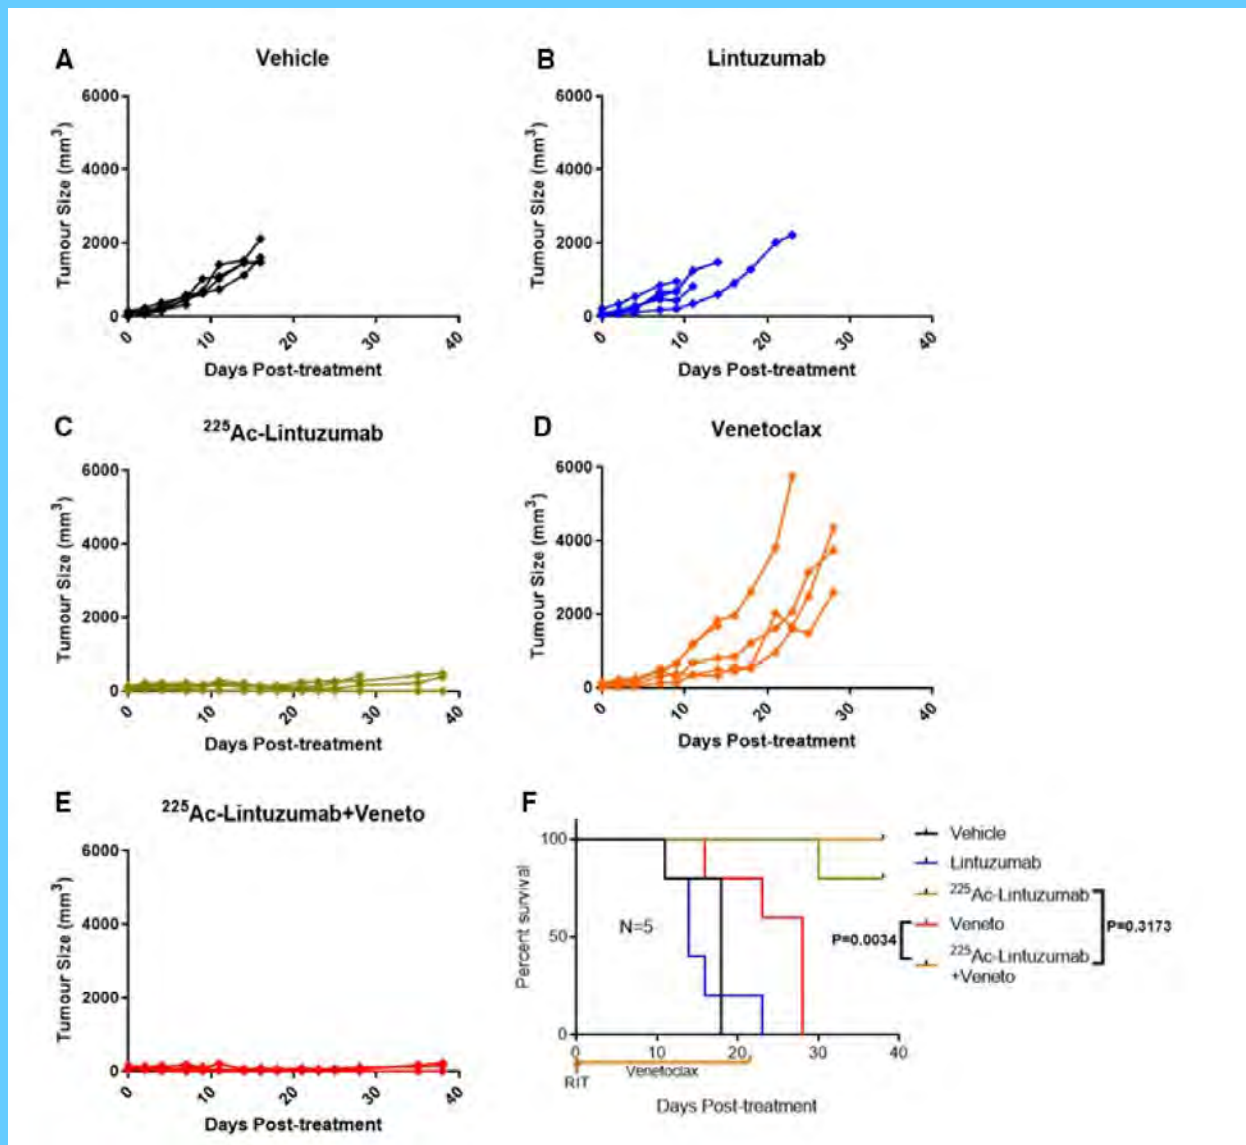 A
Vehicle
6000
4000
2000
0
Tumour Size (mm³)
0 10 20 30 40
Days Post-treatment
B
Lintuzumab
6000
4000
2000
0
Tumour Size (mm³)
0 10 20 30 40
Days Post-treatment
C
²²⁵Ac-Lintuzumab
6000
4000
2000
0
Tumour Size (mm³)
0 10 20 30 40
Days Post-treatment
D
Venetoclax
6000
4000
2000
0
Tumour Size (mm³)
0 10 20 30 40
Days Post-treatment
E
²²⁵Ac-Lintuzumab+Veneto
6000
4000
2000
0
Tumour Size (mm³)
0 10 20 30 40
Days Post-treatment
F
100
50
0
Percent survival
N=5
0 10 20 30 40
RIT
Venetoclax
Days Post-treatment
Vehicle
Lintuzumab
²²⁵Ac-Lintuzumab
Veneto
²²⁵Ac-Lintuzumab
+Veneto
P=0.0034
P=0.3173